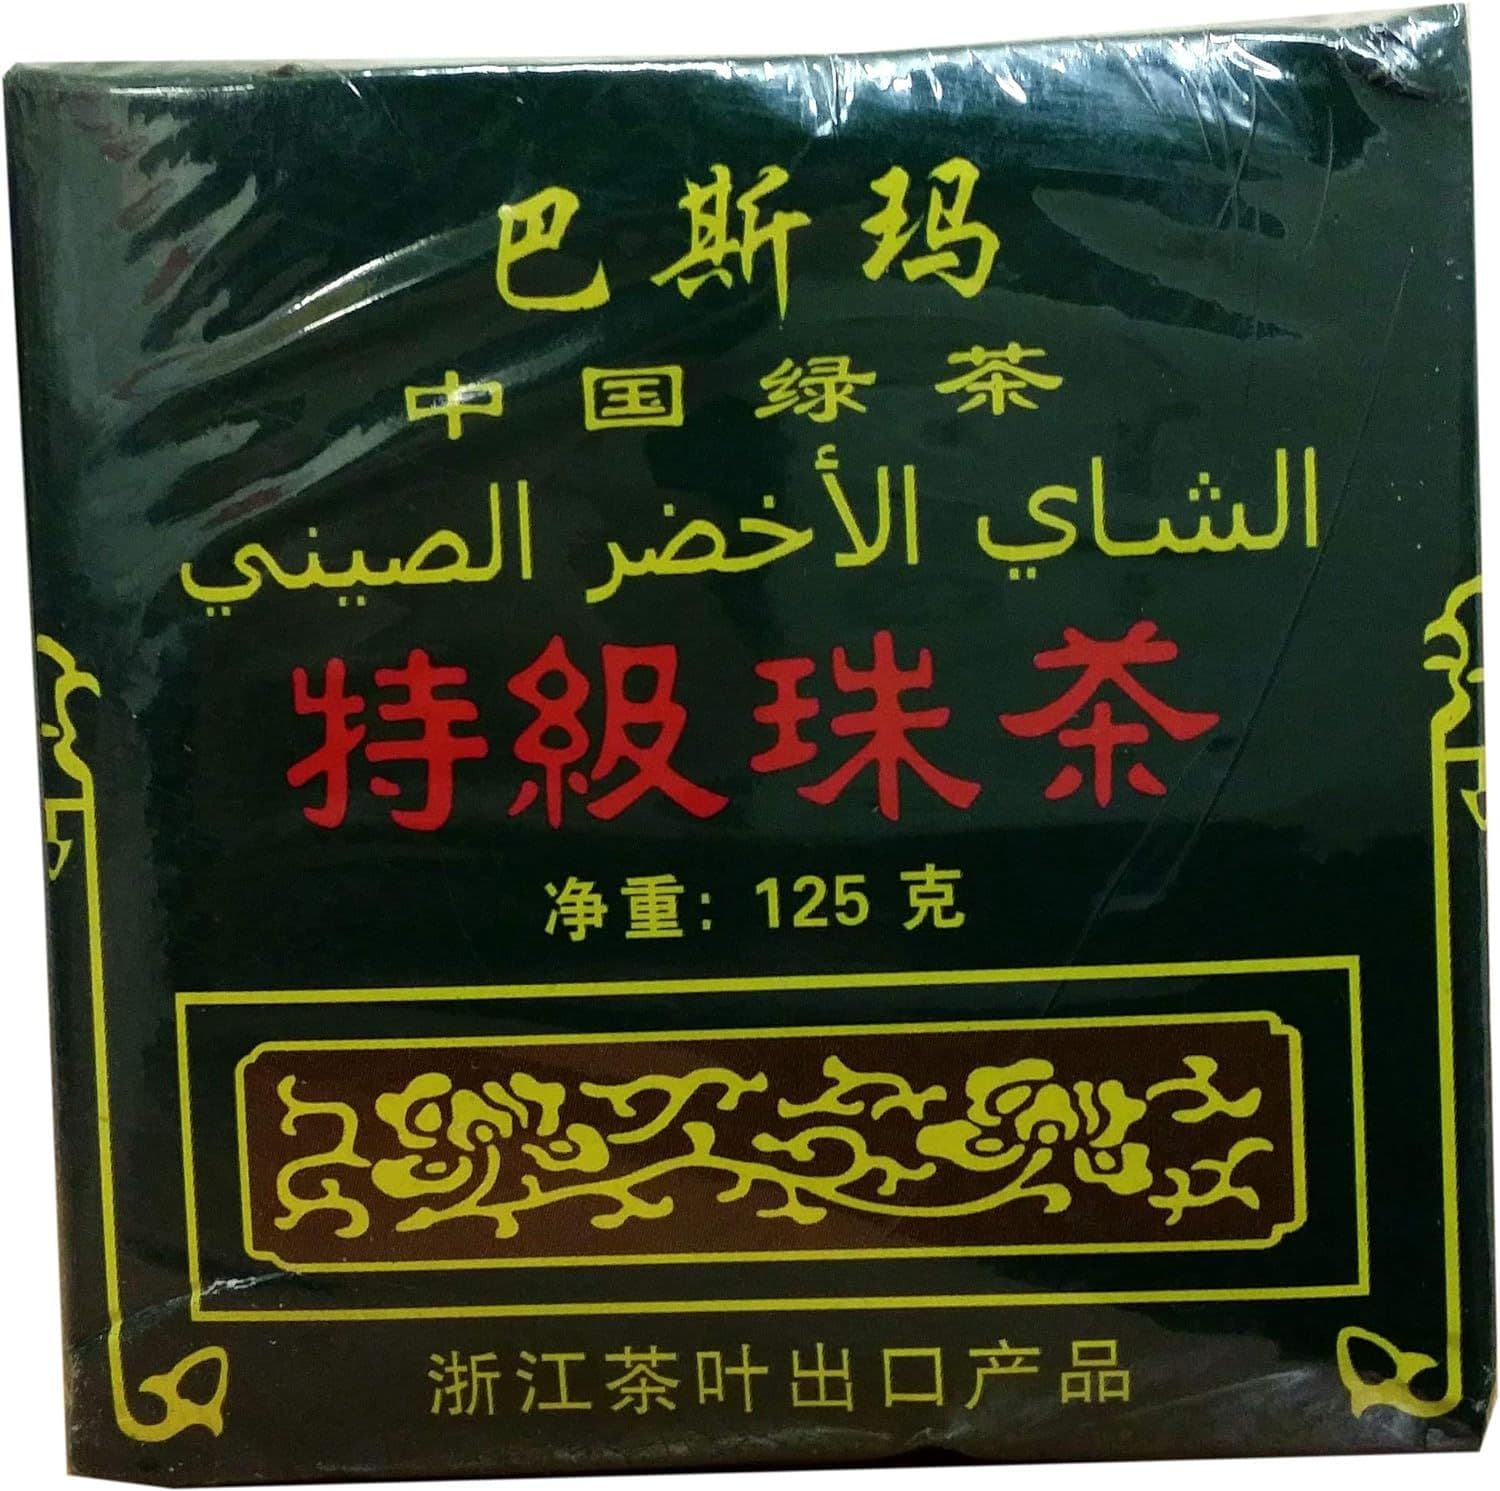 巴斯玛
中国绿茶
الشاي الأخضر الصيني
特級珠茶
净重: 125 克
浙江茶叶出口产品